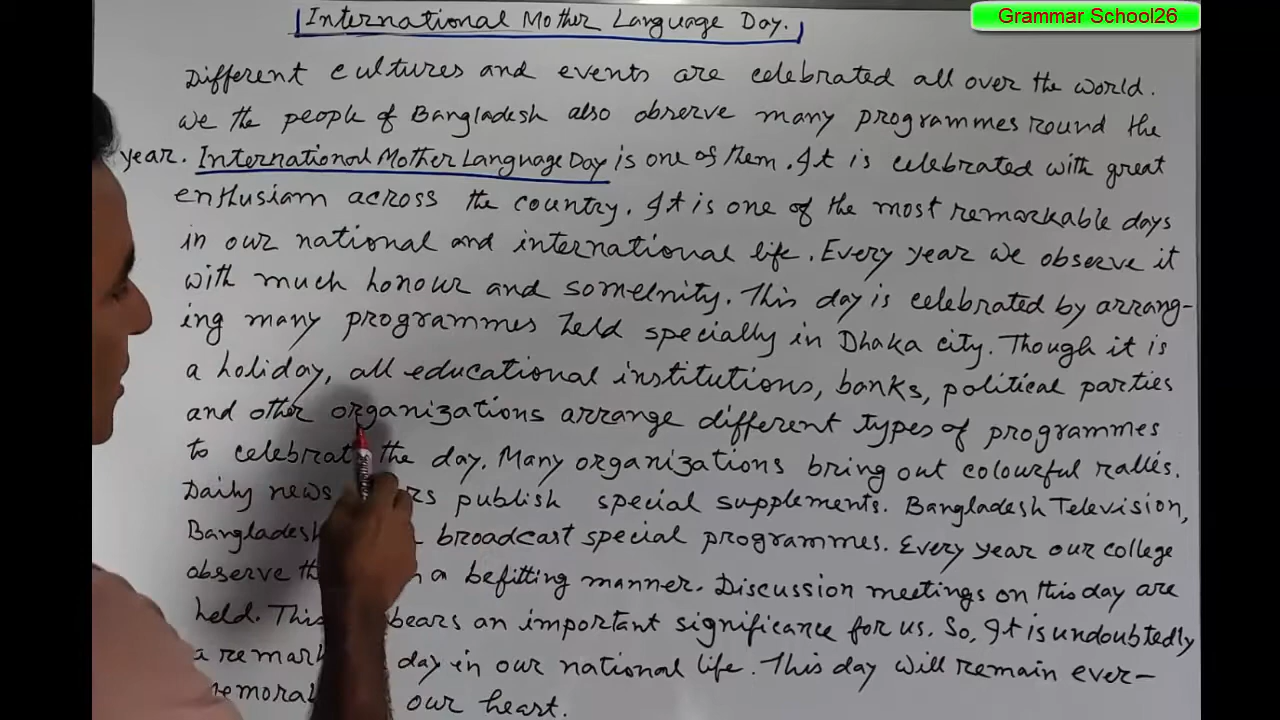 Grammar School26
International Mother Language Day.
Different cultures and events are celebrated all over the world.
We the people of Bangladesh also observe many programmes round the
year. International Mother Language Day is one of them. It is celebrated with great
enthusiam across the country. It is one of the most remarkable days
in our national and international life. Every year we observe it
with much honour and somelnity. This day is celebrated by arrang-
ing many programmes held specially in Dhaka city. Though it is
a holiday, all educational institutions, banks, political parties
and other organizations arrange different types of programmes
to celebrat the day. Many organizations bring out colourful rallies.
Daily news rs publish special supplements. Bangladesh Television,
Bangladesh broadcast special programmes. Every year our college
observe in a befitting manner. Discussion meetings on this day are
held. This bears an important significance for us. So, It is undoubtedly
a remar day in our national life. This day will remain ever-
memora our heart.